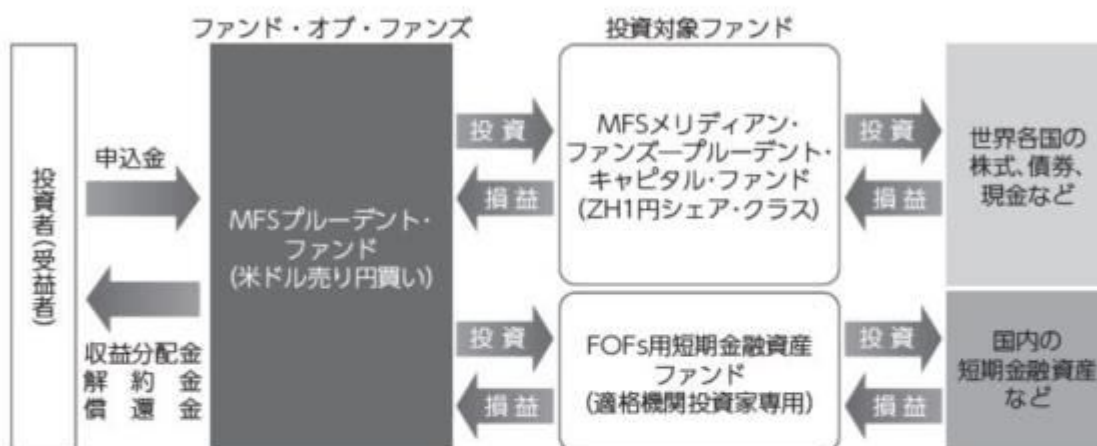 ファンド・オブ・ファンズ
投資対象ファンド
投資者(受益者)
申込金
収益分配金
解約金
償還金
MFSプルーデント・
ファンド
(米ドル売り円買い)
投資
損益
MFSメリディアン・
ファンズ―プルーデント・
キャピタル・ファンド
(ZH1円シェア・クラス)
投資
損益
世界各国の
株式、債券、
現金など
投資
損益
FOFs用短期金融資産
ファンド
(適格機関投資家専用)
投資
損益
国内の
短期金融資産
など